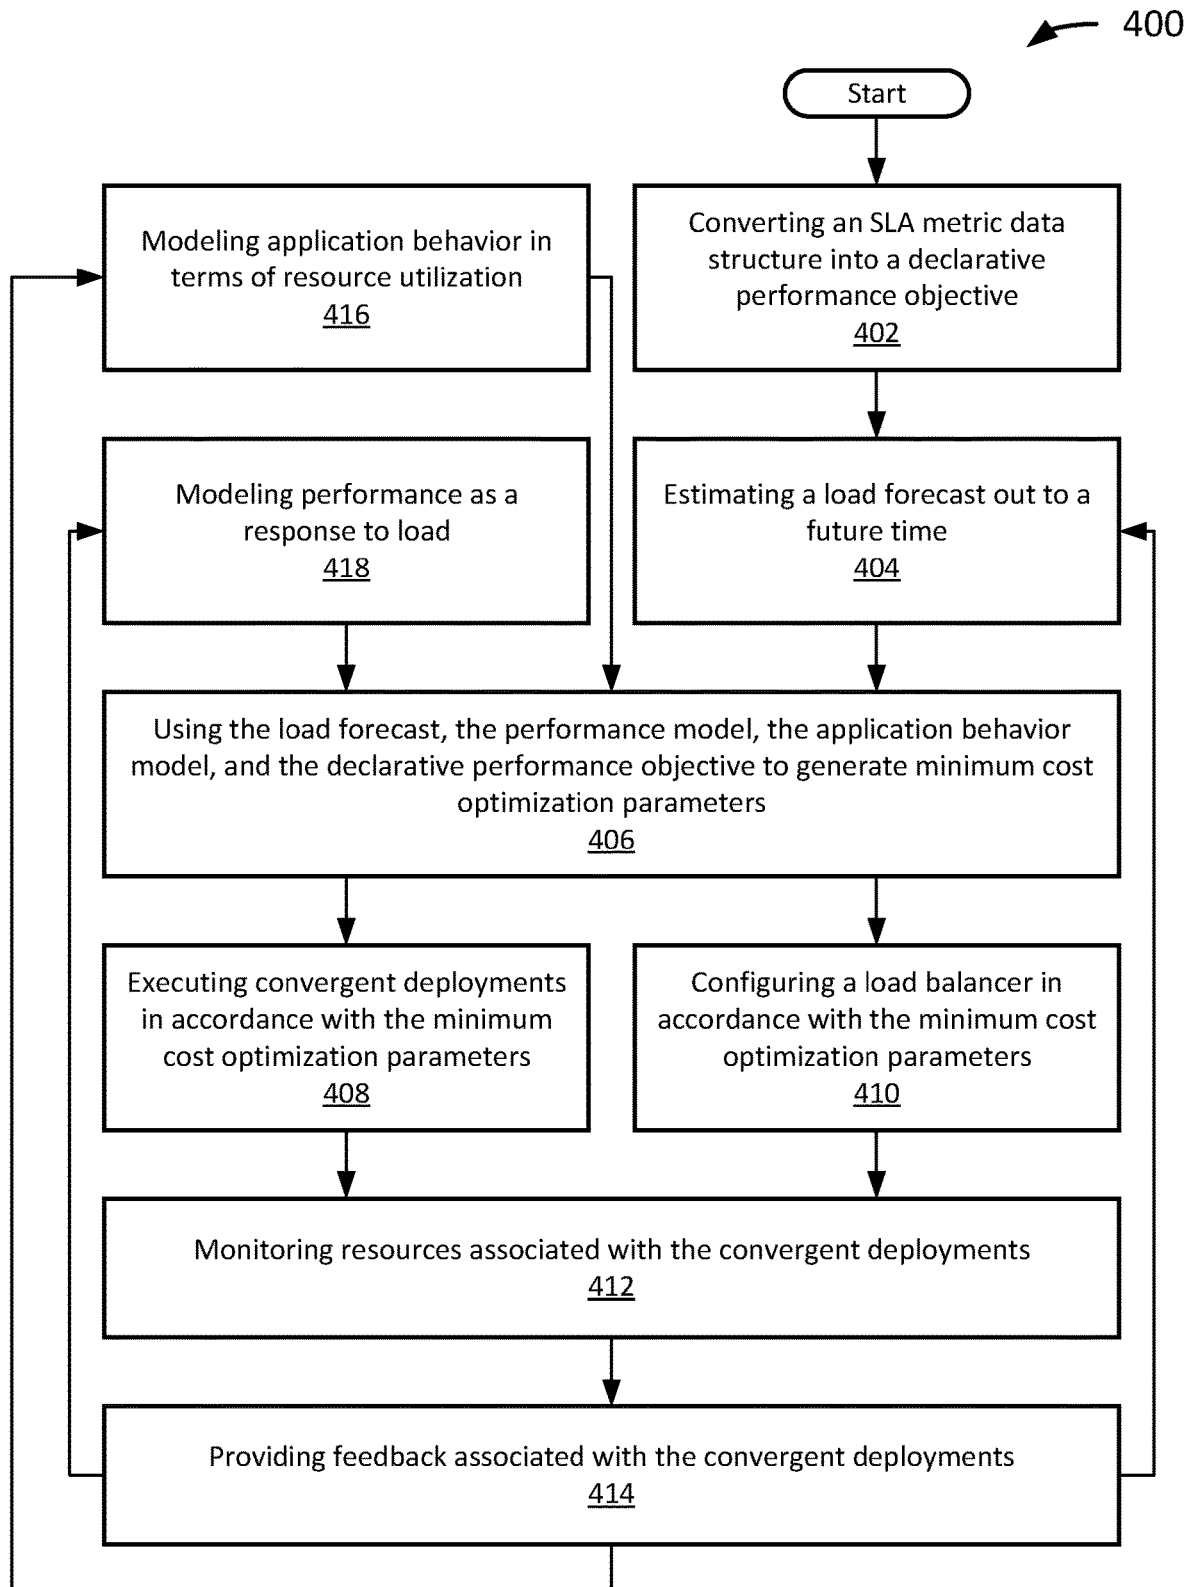 400
Start
Modeling application behavior in
terms of resource utilization
416
Converting an SLA metric data
structure into a declarative
performance objective
402
Modeling performance as a
response to load
418
Estimating a load forecast out to a
future time
404
Using the load forecast, the performance model, the application behavior
model, and the declarative performance objective to generate minimum cost
optimization parameters
406
Executing convergent deployments
in accordance with the minimum
cost optimization parameters
408
Configuring a load balancer in
accordance with the minimum cost
optimization parameters
410
Monitoring resources associated with the convergent deployments
412
Providing feedback associated with the convergent deployments
414